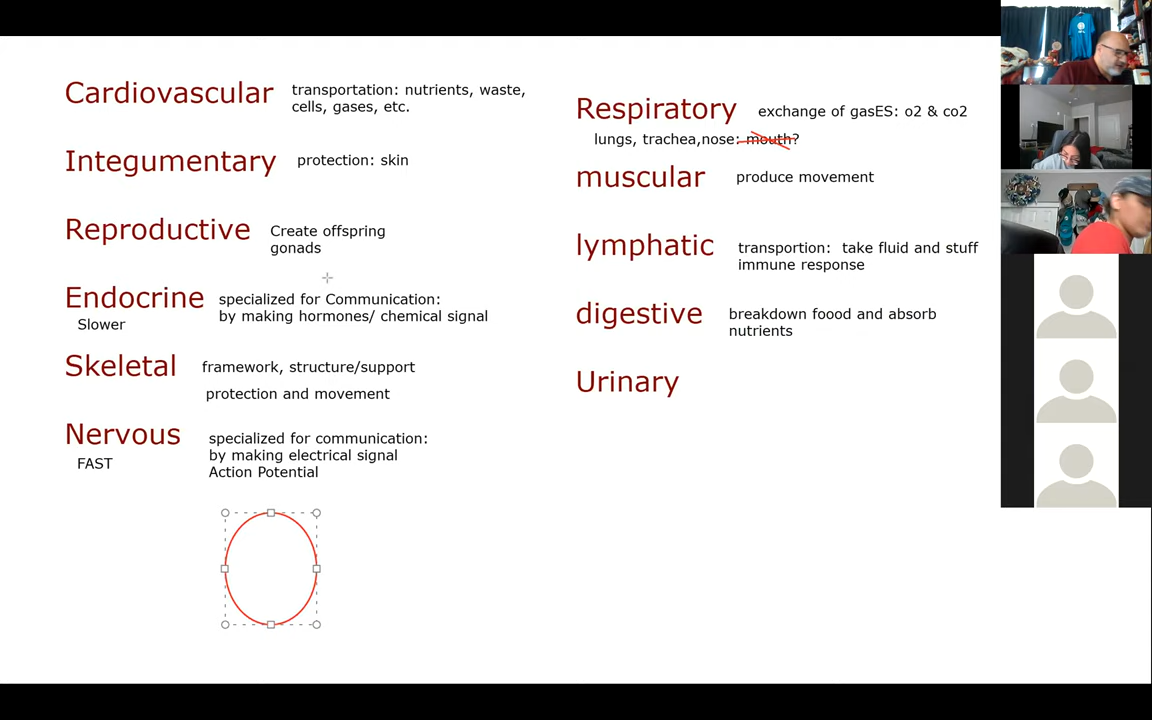 Cardiovascular
transportation: nutrients, waste,
cells, gases, etc.
Integumentary
protection: skin
Reproductive
Create offspring
gonads
Endocrine
Slower
specialized for Communication:
by making hormones/ chemical signal
Skeletal
framework, structure/support
protection and movement
Nervous
FAST
specialized for communication:
by making electrical signal
Action Potential
Respiratory
exchange of gasES: o2 & co2
lungs, trachea,nose: mouth?
muscular
produce movement
lymphatic
transportion:  take fluid and stuff
immune response
digestive
breakdown foood and absorb
nutrients
Urinary